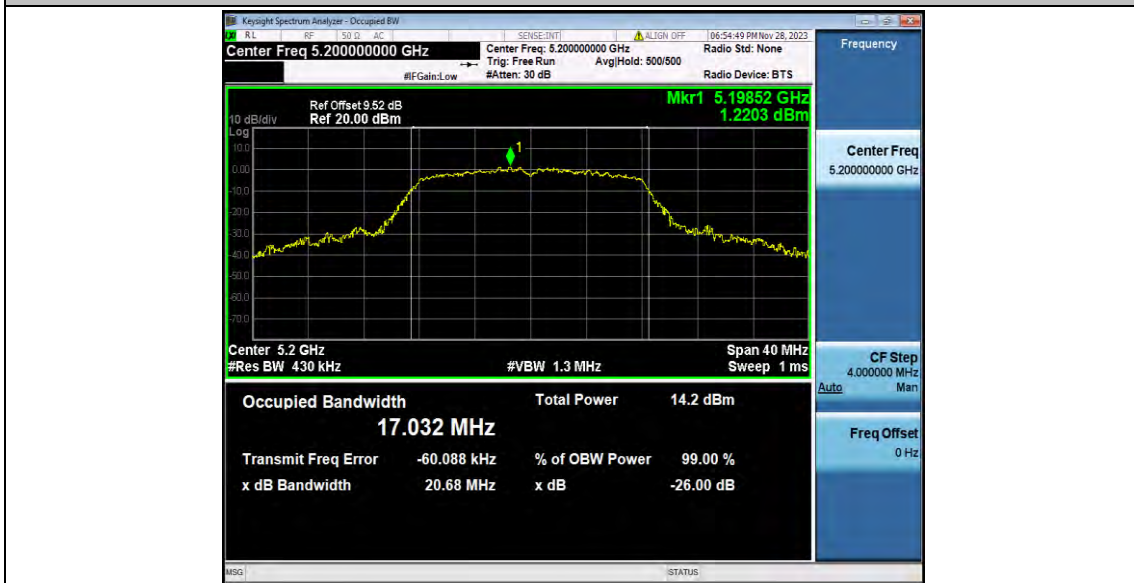 Keysight Spectrum Analyzer - Occupied BW
RL RF 50 Ω AC SENSE:INT ALIGN OFF 06:54:49 PM Nov 28, 2023
Center Freq 5.200000000 GHz
Center Freq: 5.200000000 GHz Radio Std: None
Trig: Free Run Avg|Hold: 500/500
#IFGain:Low #Atten: 30 dB Radio Device: BTS
Mkr1 5.19852 GHz
1.2203 dBm
Ref Offset 9.52 dB
10 dB/div Ref 20.00 dBm
Log
10.0
0.00
-10.0
-20.0
-30.0
-40.0
-50.0
-60.0
-70.0
1
Center 5.2 GHz Span 40 MHz
#Res BW 430 kHz #VBW 1.3 MHz Sweep 1 ms
Occupied Bandwidth Total Power 14.2 dBm
17.032 MHz
Transmit Freq Error -60.088 kHz % of OBW Power 99.00 %
x dB Bandwidth 20.68 MHz x dB -26.00 dB
MSG STATUS
Frequency
Center Freq
5.200000000 GHz
CF Step
4.000000 MHz
Auto Man
Freq Offset
0 Hz